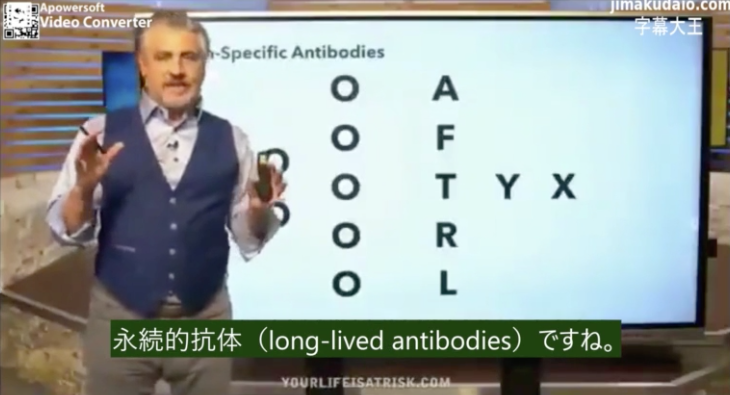 Apowersoft
Video Converter
jimakudaio.com
字幕大王
-Specific Antibodies
O A
O F
O T Y X
O R
O L
永続的抗体（long-lived antibodies）ですね。
YOURLIFEISATRISK.COM